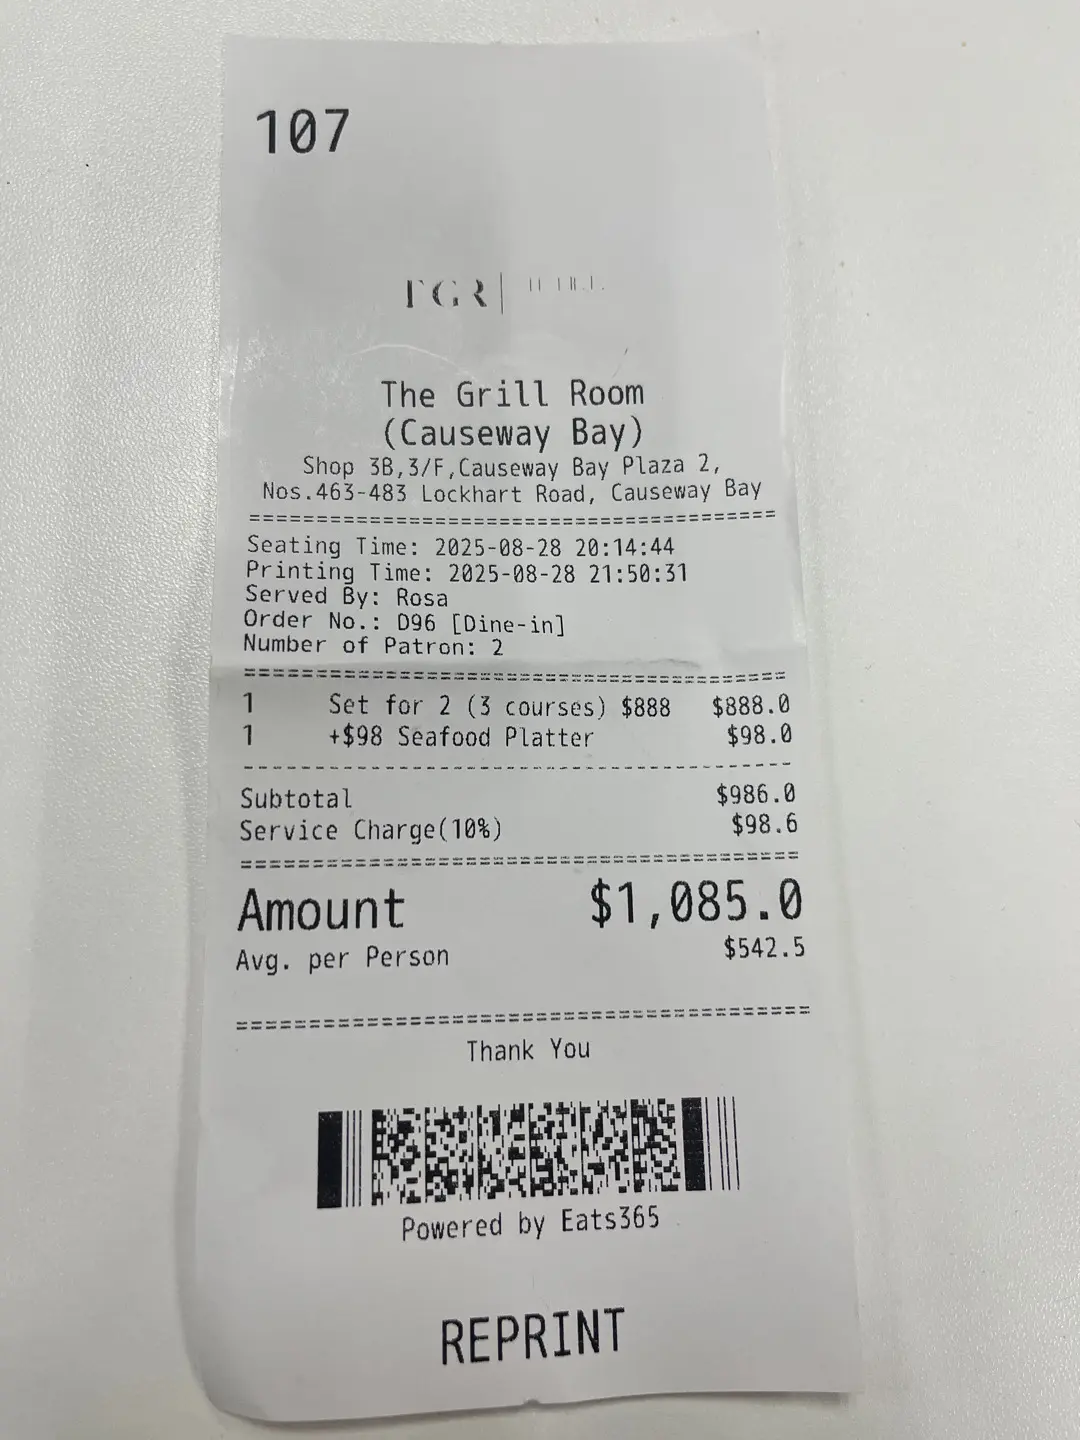 107
The Grill Room
(Causeway Bay)
Shop 3B,3/F,Causeway Bay Plaza 2,
Nos.463-483 Lockhart Road, Causeway Bay
Seating Time: 2025-08-28 20:14:44
Printing Time: 2025-08-28 21:50:31
Served By: Rosa
Order No.: D96 [Dine-in]
Number of Patron: 2
1 Set for 2 (3 courses) $888 $888.0
1 +$98 Seafood Platter $98.0
Subtotal $986.0
Service Charge(10%) $98.6
Amount $1,085.0
Avg. per Person $542.5
Thank You
Powered by Eats365
REPRINT